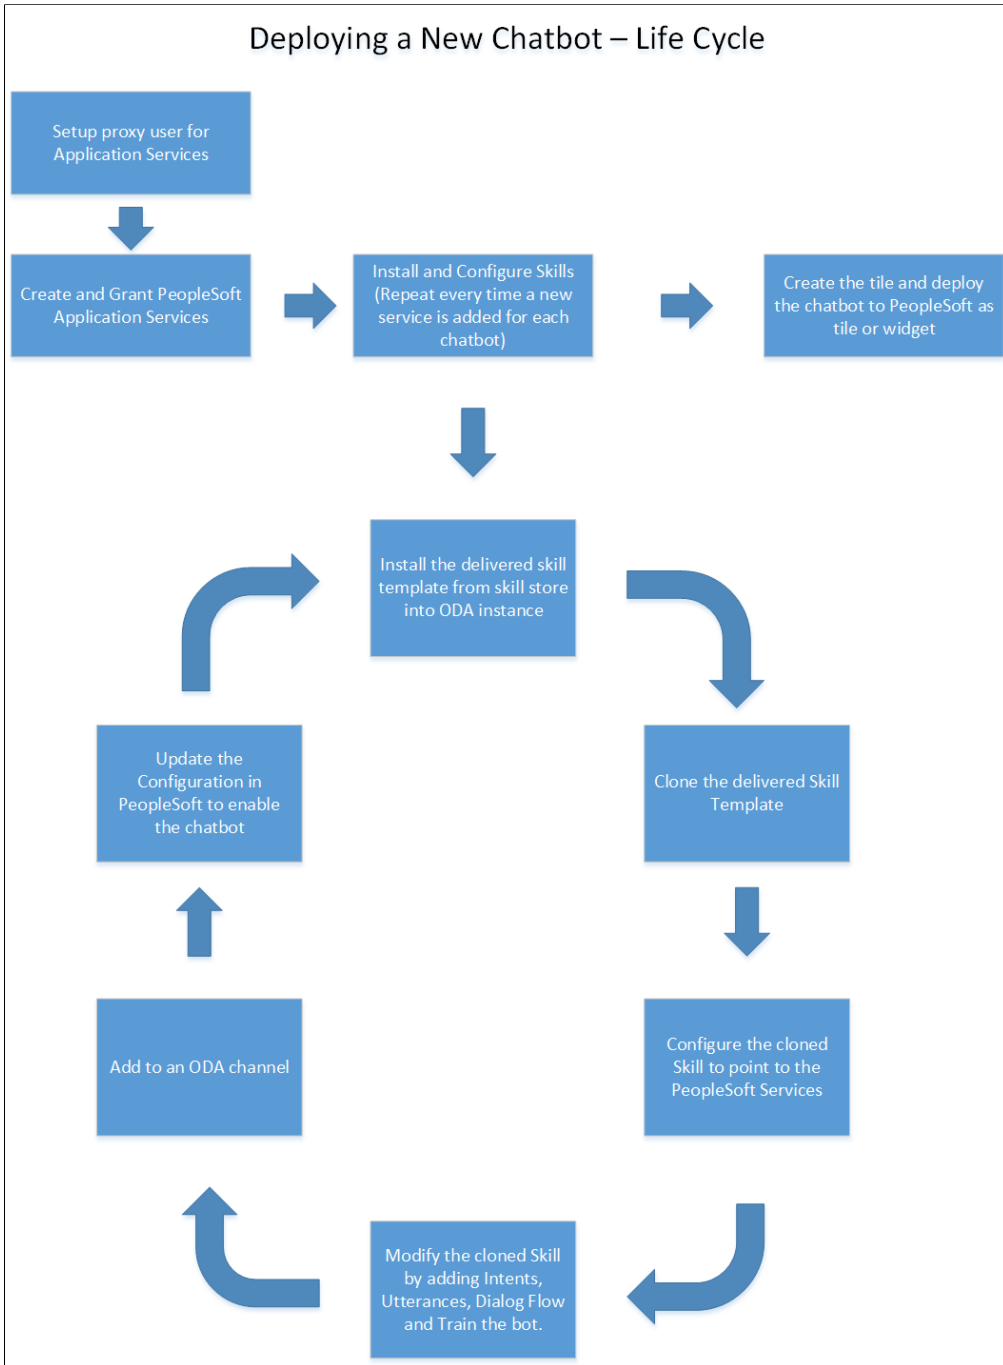 Deploying a New Chatbot – Life Cycle
Setup proxy user for
Application Services
Create and Grant PeopleSoft
Application Services
Install and Configure Skills
(Repeat every time a new
service is added for each
chatbot)
Create the tile and deploy
the chatbot to PeopleSoft as
tile or widget
Install the delivered skill
template from skill store
into ODA instance
Clone the delivered Skill
Template
Configure the cloned
Skill to point to the
PeopleSoft Services
Modify the cloned Skill
by adding Intents,
Utterances, Dialog Flow
and Train the bot.
Add to an ODA channel
Update the
Configuration in
PeopleSoft to enable
the chatbot